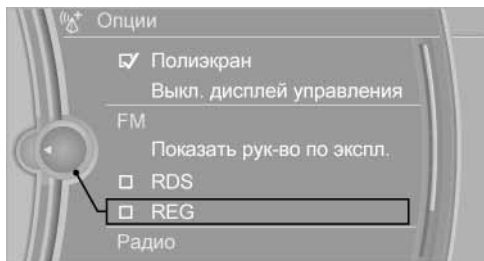 Опции
Полиэкран
Выкл. дисплей управления
FM
Показать рук-во по экспл.
RDS
REG
Радио